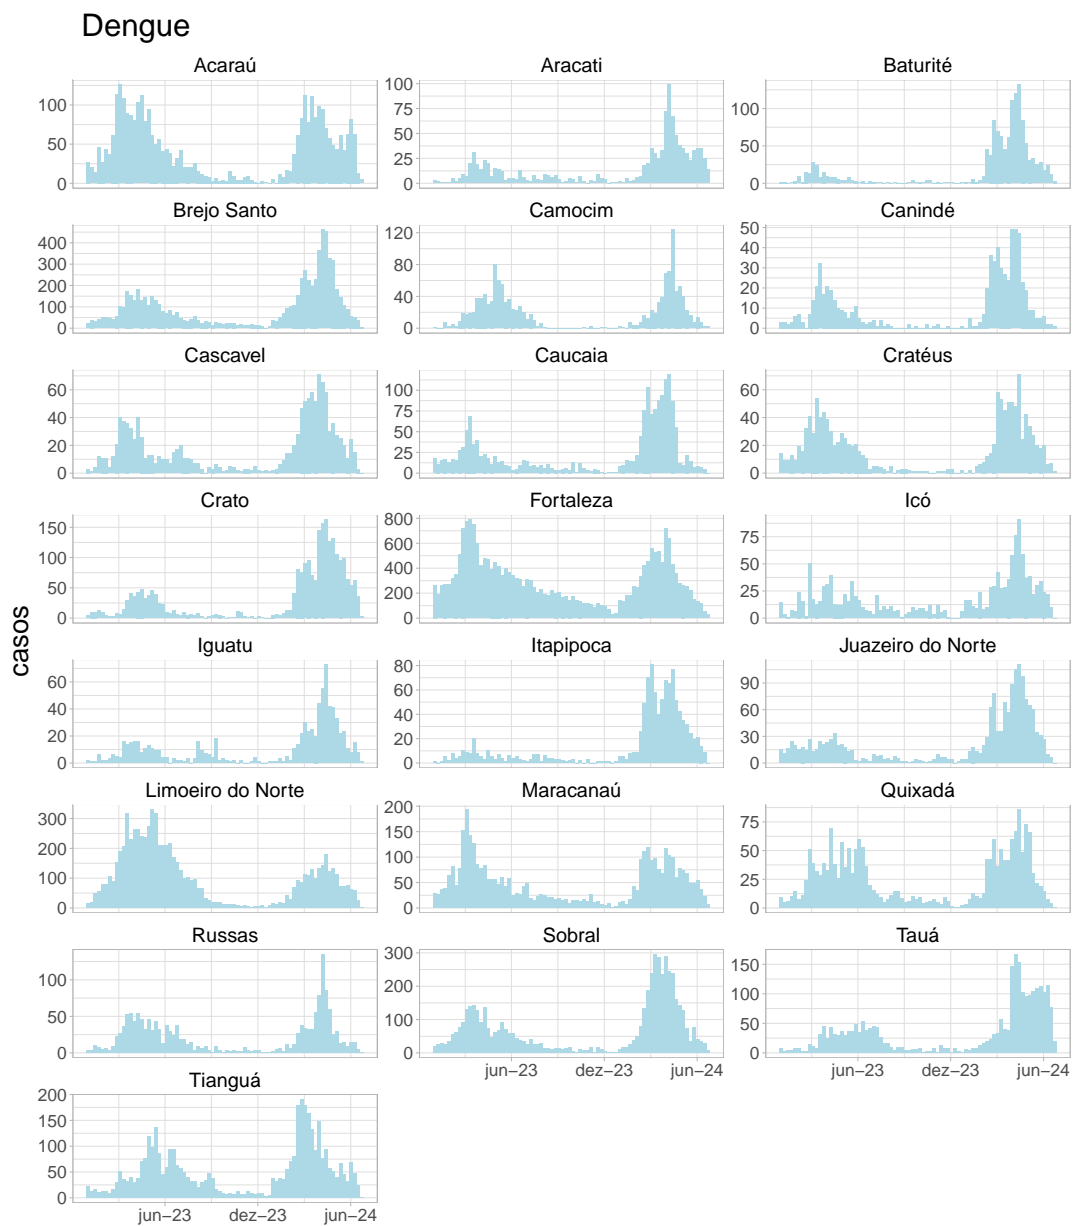 Dengue
Acaraú Aracati Baturité
100 50 0
100 75 50 25 0
100 50 0
Brejo Santo Camocim Canindé
400 300 200 100 0
120 80 40 0
50 40 30 20 10 0
Cascavel Caucaia Cratéus
60 40 20 0
100 75 50 25 0
60 40 20 0
Crato Fortaleza Icó
150 100 50 0
800 600 400 200 0
75 50 25 0
casos
Iguatu Itapipoca Juazeiro do Norte
60 40 20 0
80 60 40 20 0
90 60 30 0
Limoeiro do Norte Maracanaú Quixadá
300 200 100 0
200 150 100 50 0
75 50 25 0
Russas Sobral Tauá
100 50 0
300 200 100 0
150 100 50 0
jun–23 dez–23 jun–24 jun–23 dez–23 jun–24
Tianguá
200 150 100 50 0
jun–23 dez–23 jun–24